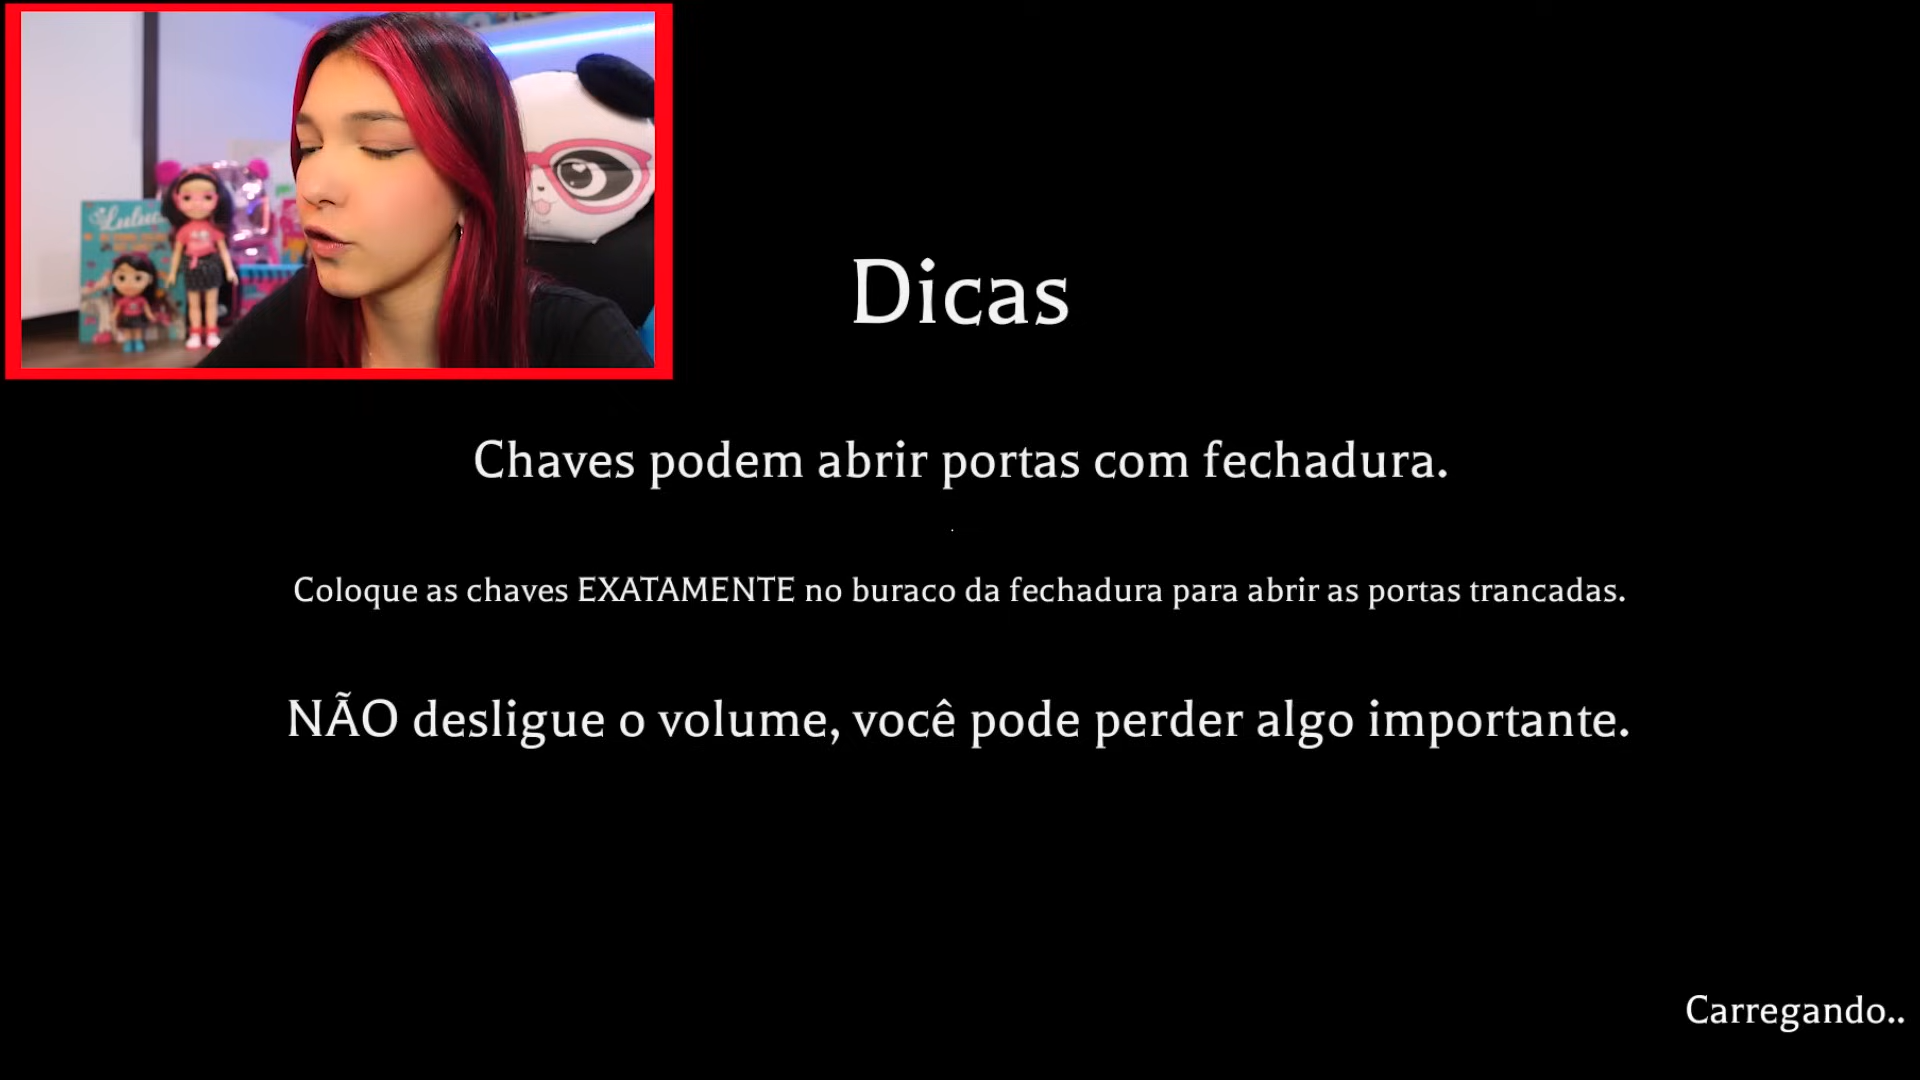 Luluca
Dicas
Chaves podem abrir portas com fechadura.
Coloque as chaves EXATAMENTE no buraco da fechadura para abrir as portas trancadas.
NÃO desligue o volume, você pode perder algo importante.
Carregando..